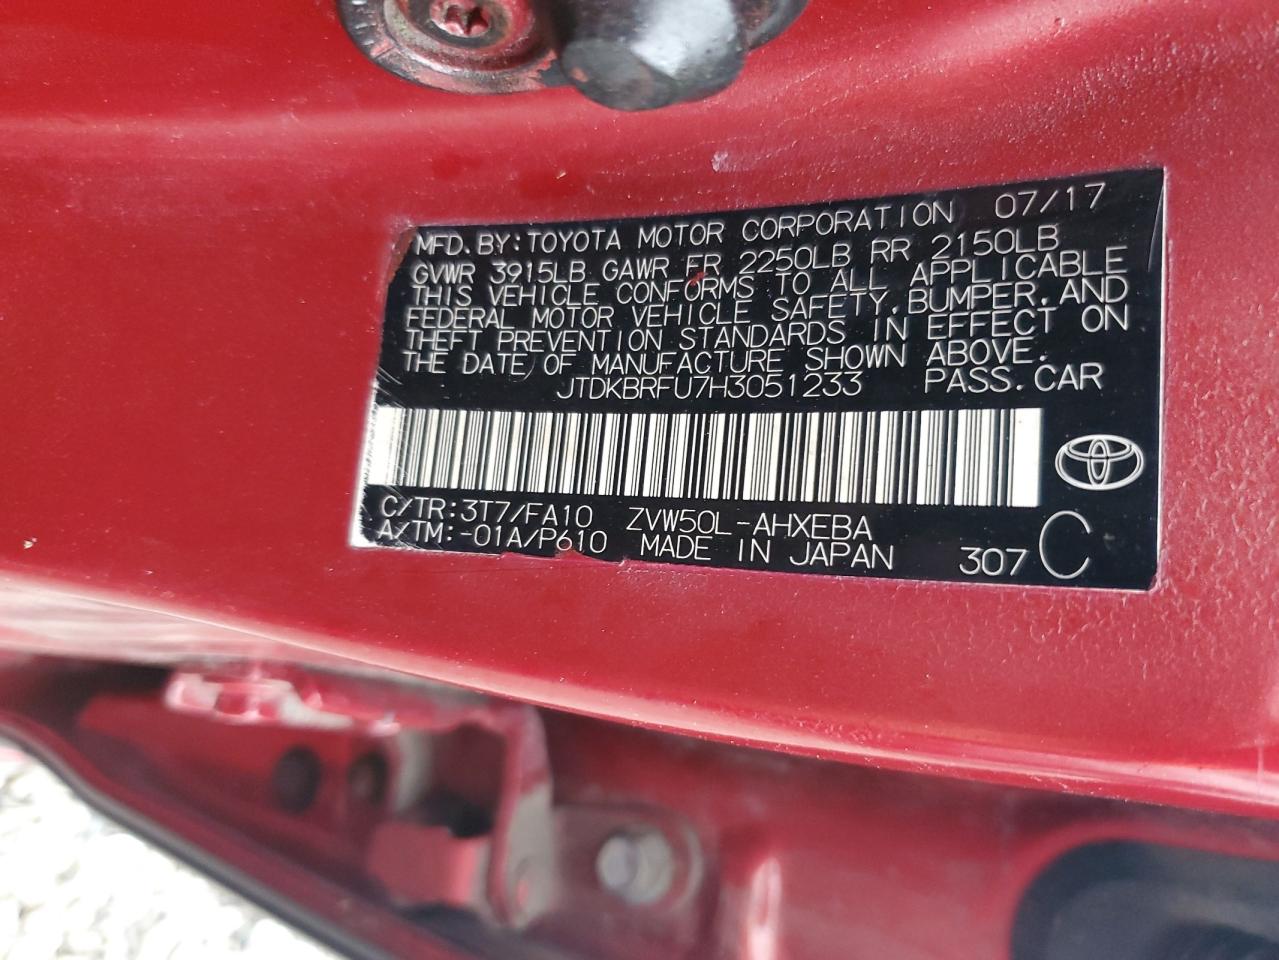 MFD. BY: TOYOTA MOTOR CORPORATION 07/17
GVWR 3915LB GAWR FR 2250LB RR 2150LB
THIS VEHICLE CONFORMS TO ALL APPLICABLE
FEDERAL MOTOR VEHICLE SAFETY, BUMPER, AND
THEFT PREVENTION STANDARDS IN EFFECT ON
THE DATE OF MANUFACTURE SHOWN ABOVE.
JTDKBRFU7H3051233 PASS. CAR
C/TR: 3T7/FA10 ZVW50L-AHXEBA
A/TM: -01A/P610 MADE IN JAPAN 307 C